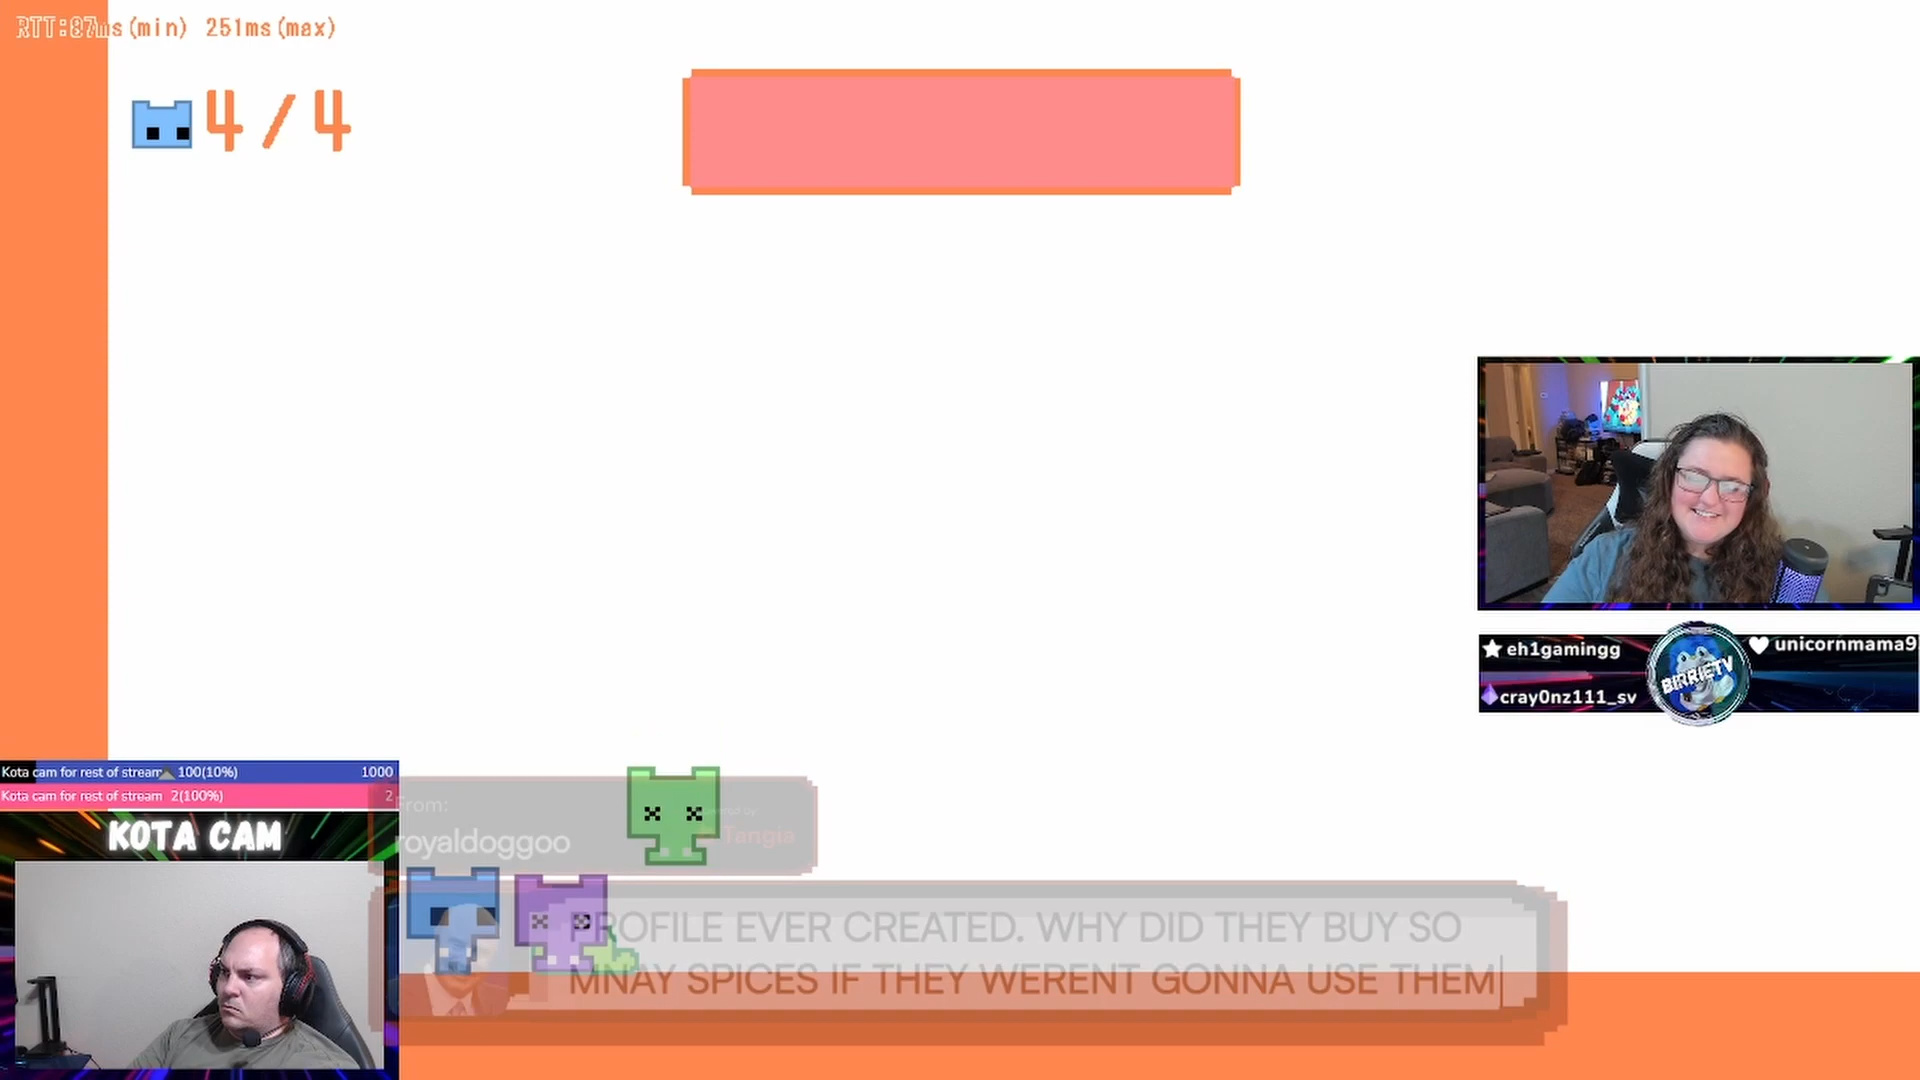 RTT:87ms(min) 251ms(max)
4/4
eh1gamingg
unicornmama9
cray0nz111_sv
BIRRIETV
Kota cam for rest of stream 100(10%) 1000
Kota cam for rest of stream 2(100%) 2
KOTA CAM
From:
royaldoggoo
Tangia
PROFILE EVER CREATED. WHY DID THEY BUY SO
MNAY SPICES IF THEY WERENT GONNA USE THEM